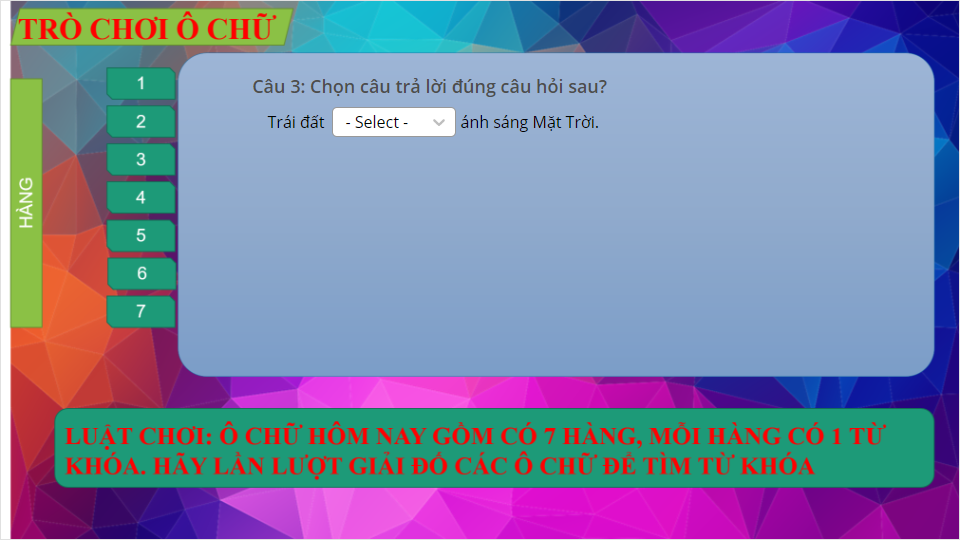 TRÒ CHƠI Ô CHỮ
HÀNG
1
2
3
4
5
6
7
Câu 3: Chọn câu trả lời đúng câu hỏi sau?
Trái đất - Select - ánh sáng Mặt Trời.
LUẬT CHƠI: Ô CHỮ HÔM NAY GỒM CÓ 7 HÀNG, MỖI HÀNG CÓ 1 TỪ
KHÓA. HÃY LẦN LƯỢT GIẢI ĐỐ CÁC Ô CHỮ ĐỂ TÌM TỪ KHÓA